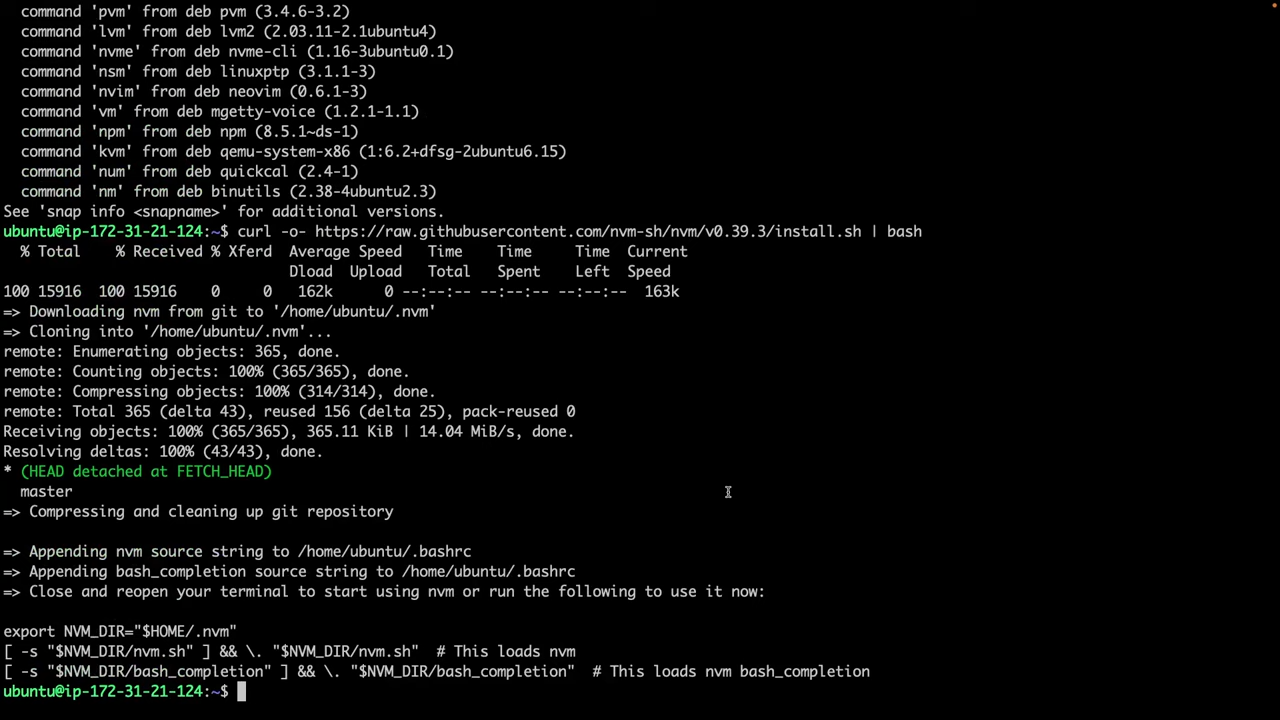 command 'pvm' from deb pvm (3.4.6-3.2)
command 'lvm' from deb lvm2 (2.03.11-2.1ubuntu4)
command 'nvme' from deb nvme-cli (1.16-3ubuntu0.1)
command 'nsm' from deb linuxptp (3.1.1-3)
command 'nvim' from deb neovim (0.6.1-3)
command 'vm' from deb mgetty-voice (1.2.1-1.1)
command 'npm' from deb npm (8.5.1~ds-1)
command 'kvm' from deb qemu-system-x86 (1:6.2+dfsg-2ubuntu6.15)
command 'num' from deb quickcal (2.4-1)
command 'nm' from deb binutils (2.38-4ubuntu2.3)
See 'snap info <snapname>' for additional versions.
ubuntu@ip-172-31-21-124:~$ curl -o- https://raw.githubusercontent.com/nvm-sh/nvm/v0.39.3/install.sh | bash
% Total    % Received % Xferd  Average Speed   Time    Time     Time  Current
Dload  Upload   Total   Spent    Left  Speed
100 15916  100 15916    0     0   162k      0 --:--:-- --:--:-- --:--:--  163k
=> Downloading nvm from git to '/home/ubuntu/.nvm'
=> Cloning into '/home/ubuntu/.nvm'...
remote: Enumerating objects: 365, done.
remote: Counting objects: 100% (365/365), done.
remote: Compressing objects: 100% (314/314), done.
remote: Total 365 (delta 43), reused 156 (delta 25), pack-reused 0
Receiving objects: 100% (365/365), 365.11 KiB | 14.04 MiB/s, done.
Resolving deltas: 100% (43/43), done.
* (HEAD detached at FETCH_HEAD)
master
=> Compressing and cleaning up git repository
=> Appending nvm source string to /home/ubuntu/.bashrc
=> Appending bash_completion source string to /home/ubuntu/.bashrc
=> Close and reopen your terminal to start using nvm or run the following to use it now:
export NVM_DIR="$HOME/.nvm"
[ -s "$NVM_DIR/nvm.sh" ] && \. "$NVM_DIR/nvm.sh"  # This loads nvm
[ -s "$NVM_DIR/bash_completion" ] && \. "$NVM_DIR/bash_completion"  # This loads nvm bash_completion
ubuntu@ip-172-31-21-124:~$